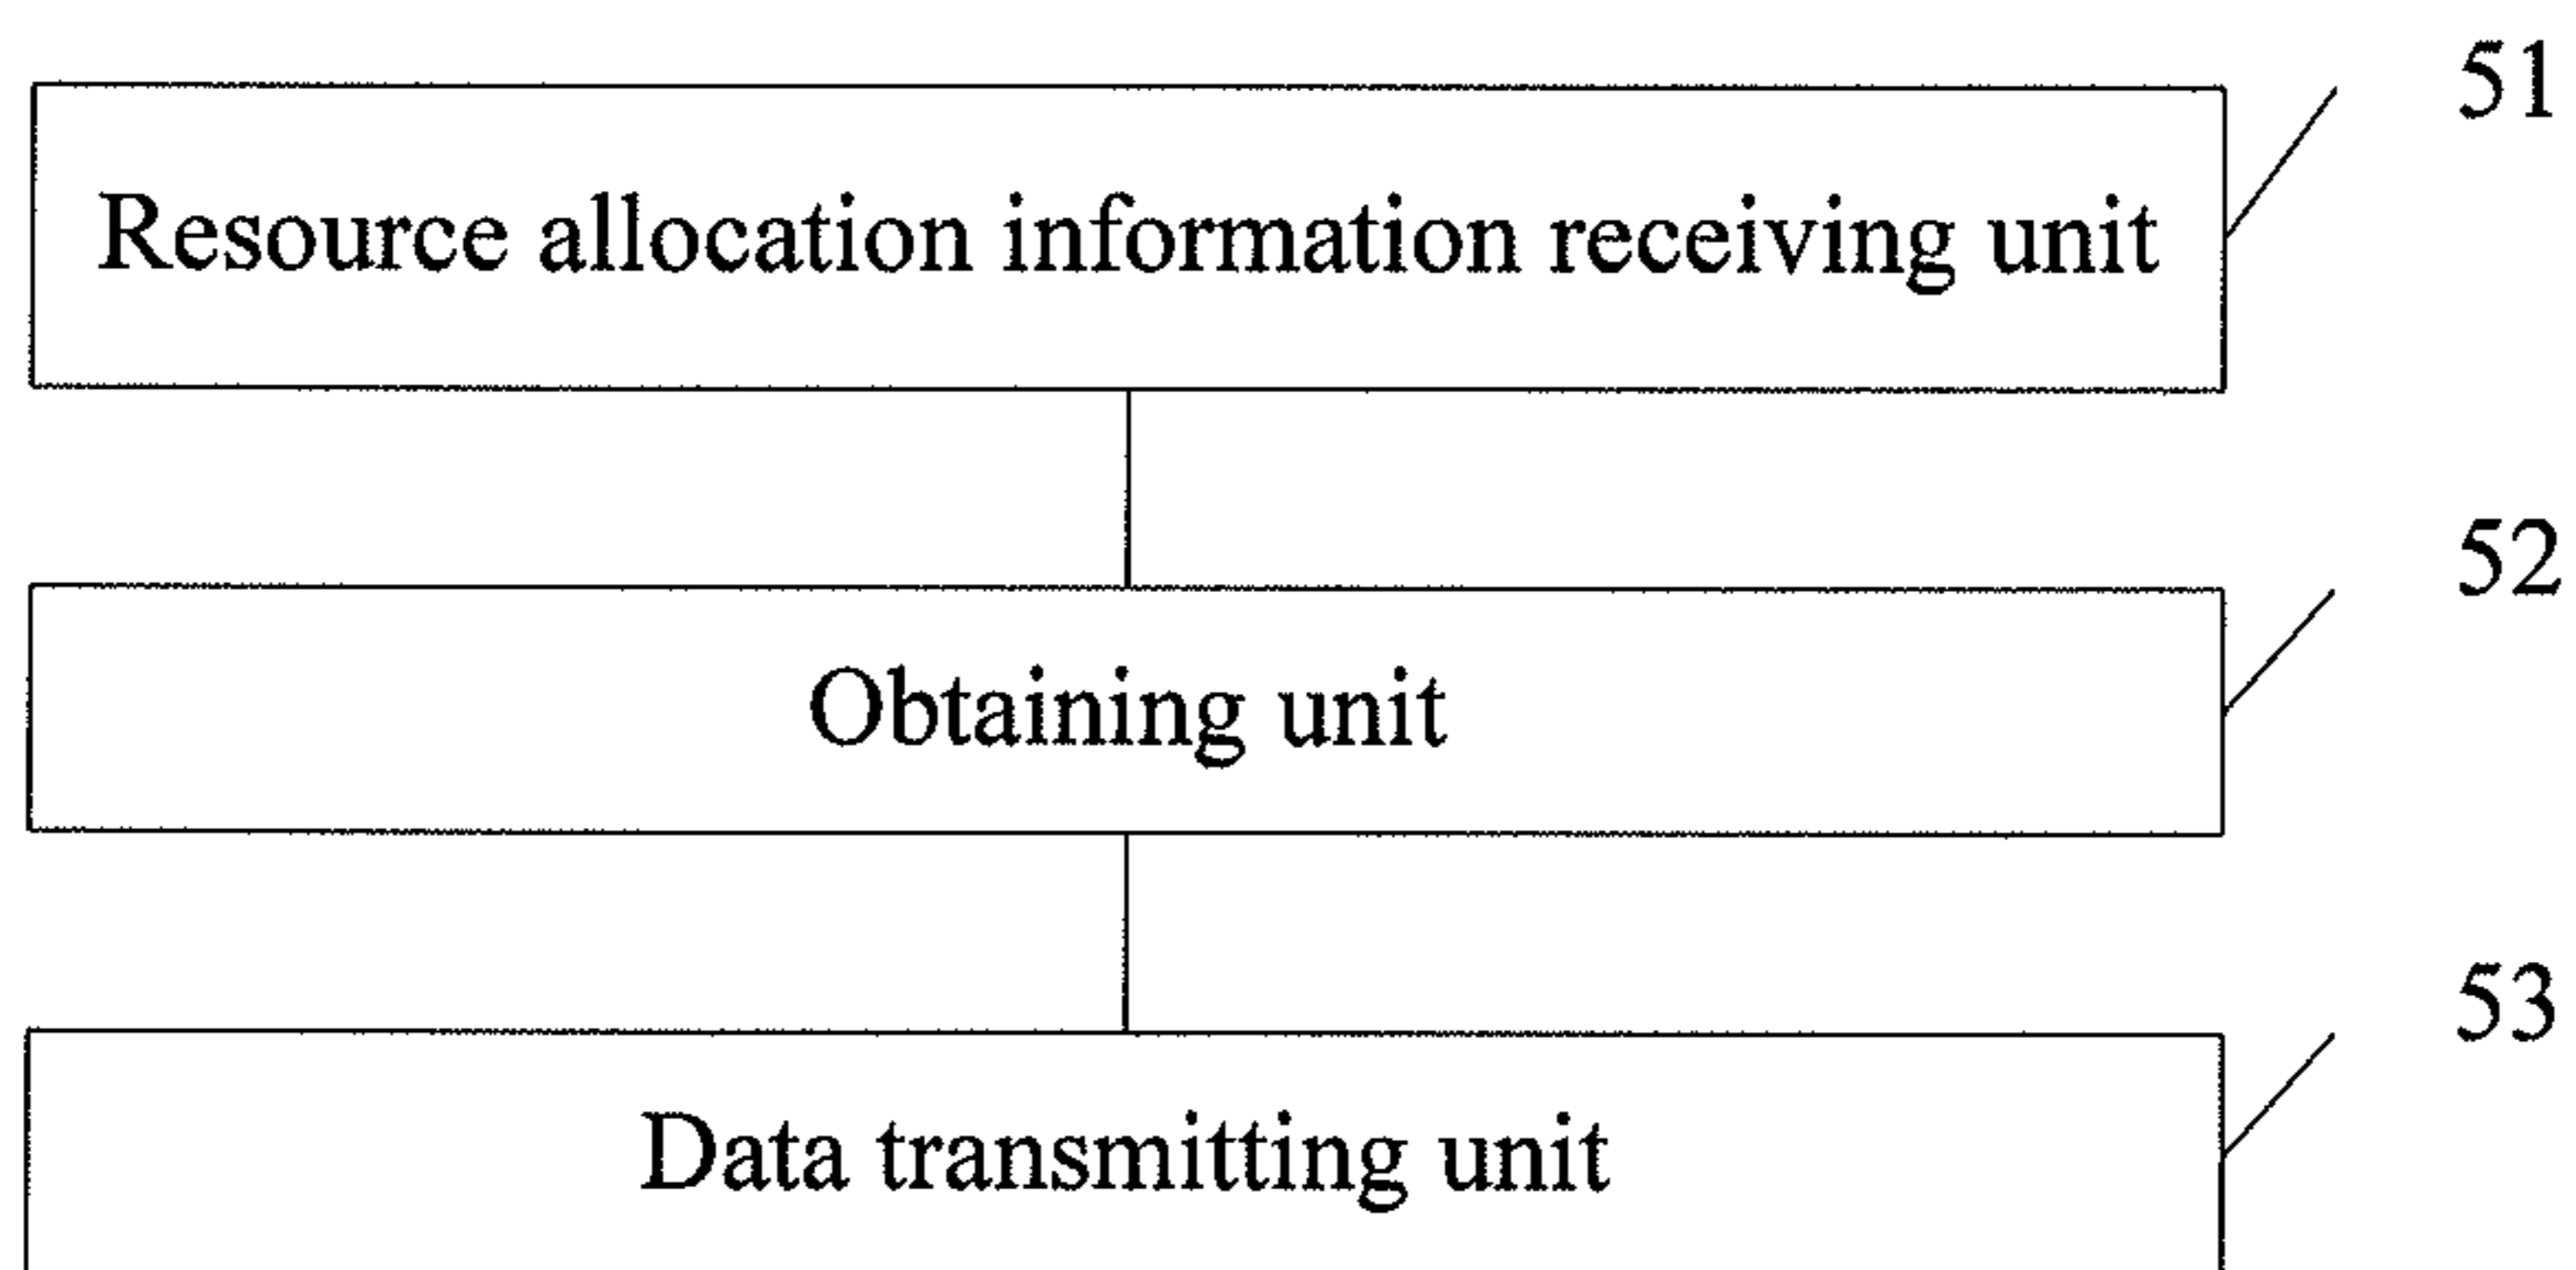 51
Resource allocation information receiving unit
52
Obtaining unit
53
Data transmitting unit